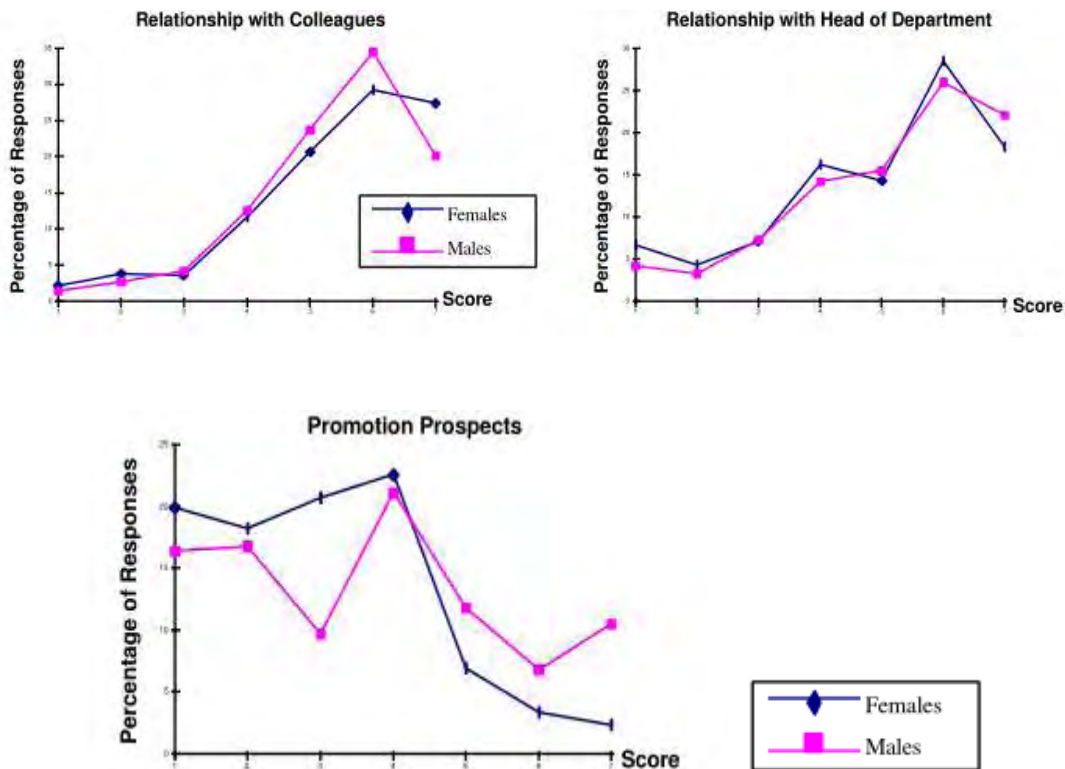 Relationship with Colleagues
Percentage of Responses
Score
Females
Males
Relationship with Head of Department
Percentage of Responses
Score
Promotion Prospects
Percentage of Responses
Score
Females
Males